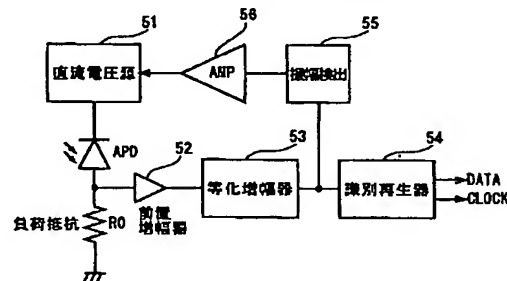 51
直流電圧源
56
AMP
55
振幅検出
APD
52
前置
増幅器
53
等化増幅器
54
識別再生器
DATA
CLOCK
負荷抵抗
R0